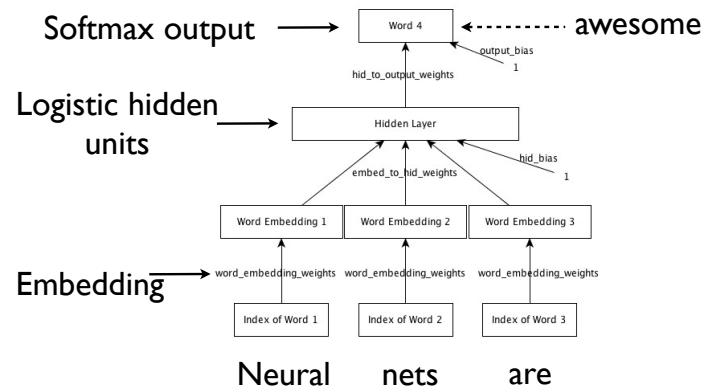 Softmax output
Word 4
awesome
output_bias
1
hid_to_output_weights
Logistic hidden
units
Hidden Layer
hid_bias
1
embed_to_hid_weights
Word Embedding 1
Word Embedding 2
Word Embedding 3
Embedding
word_embedding_weights
word_embedding_weights
word_embedding_weights
Index of Word 1
Index of Word 2
Index of Word 3
Neural
nets
are